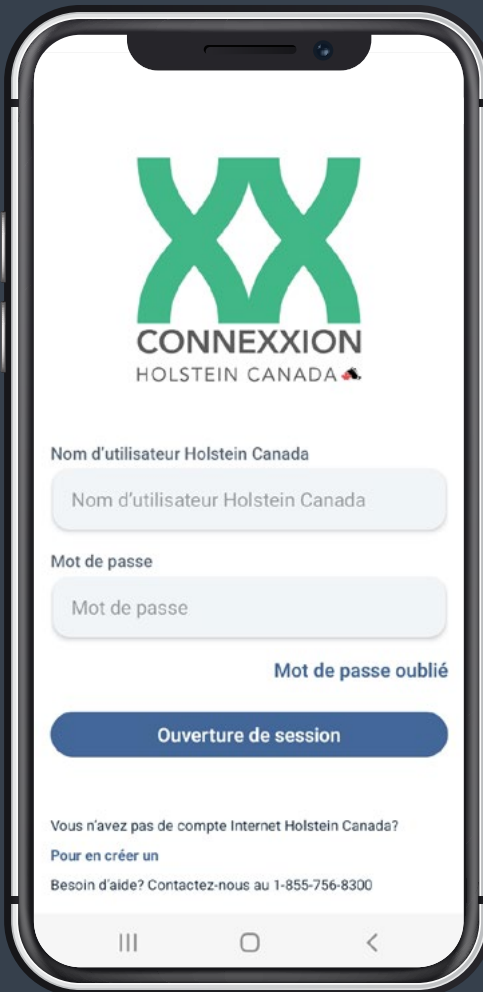 CONNEXXION
HOLSTEIN CANADA
Nom d'utilisateur Holstein Canada
Nom d'utilisateur Holstein Canada
Mot de passe
Mot de passe
Mot de passe oublié
Ouverture de session
Vous n'avez pas de compte Internet Holstein Canada?
Pour en créer un
Besoin d'aide? Contactez-nous au 1-855-756-8300